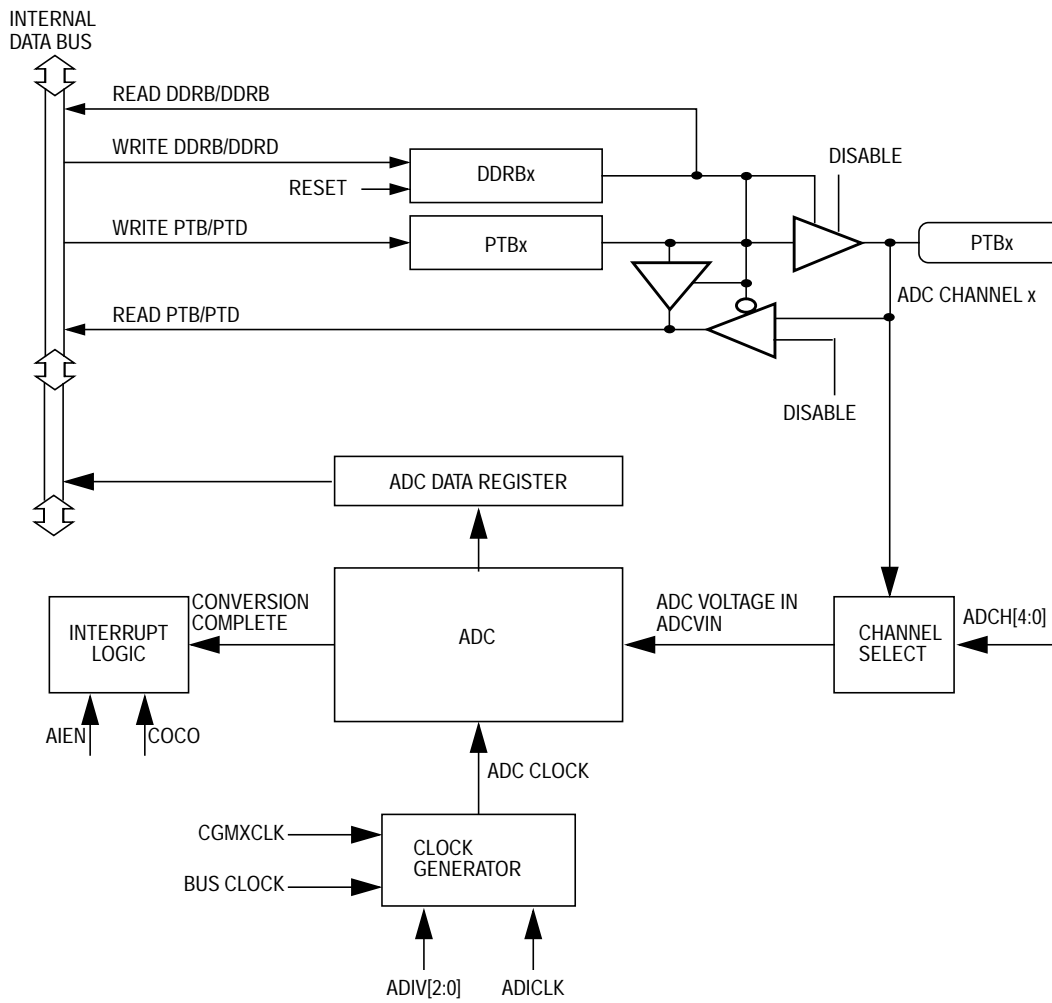 INTERNAL
DATA BUS
READ DDRB/DDRB
WRITE DDRB/DDRD
RESET
DDRBx
DISABLE
WRITE PTB/PTD
PTBx
PTBx
ADC CHANNEL x
READ PTB/PTD
DISABLE
ADC DATA REGISTER
INTERRUPT
LOGIC
CONVERSION
COMPLETE
ADC
ADC VOLTAGE IN
ADCVIN
CHANNEL
SELECT
ADCH[4:0]
AIEN
COCO
ADC CLOCK
CGMXCLK
BUS CLOCK
CLOCK
GENERATOR
ADIV[2:0]
ADICLK